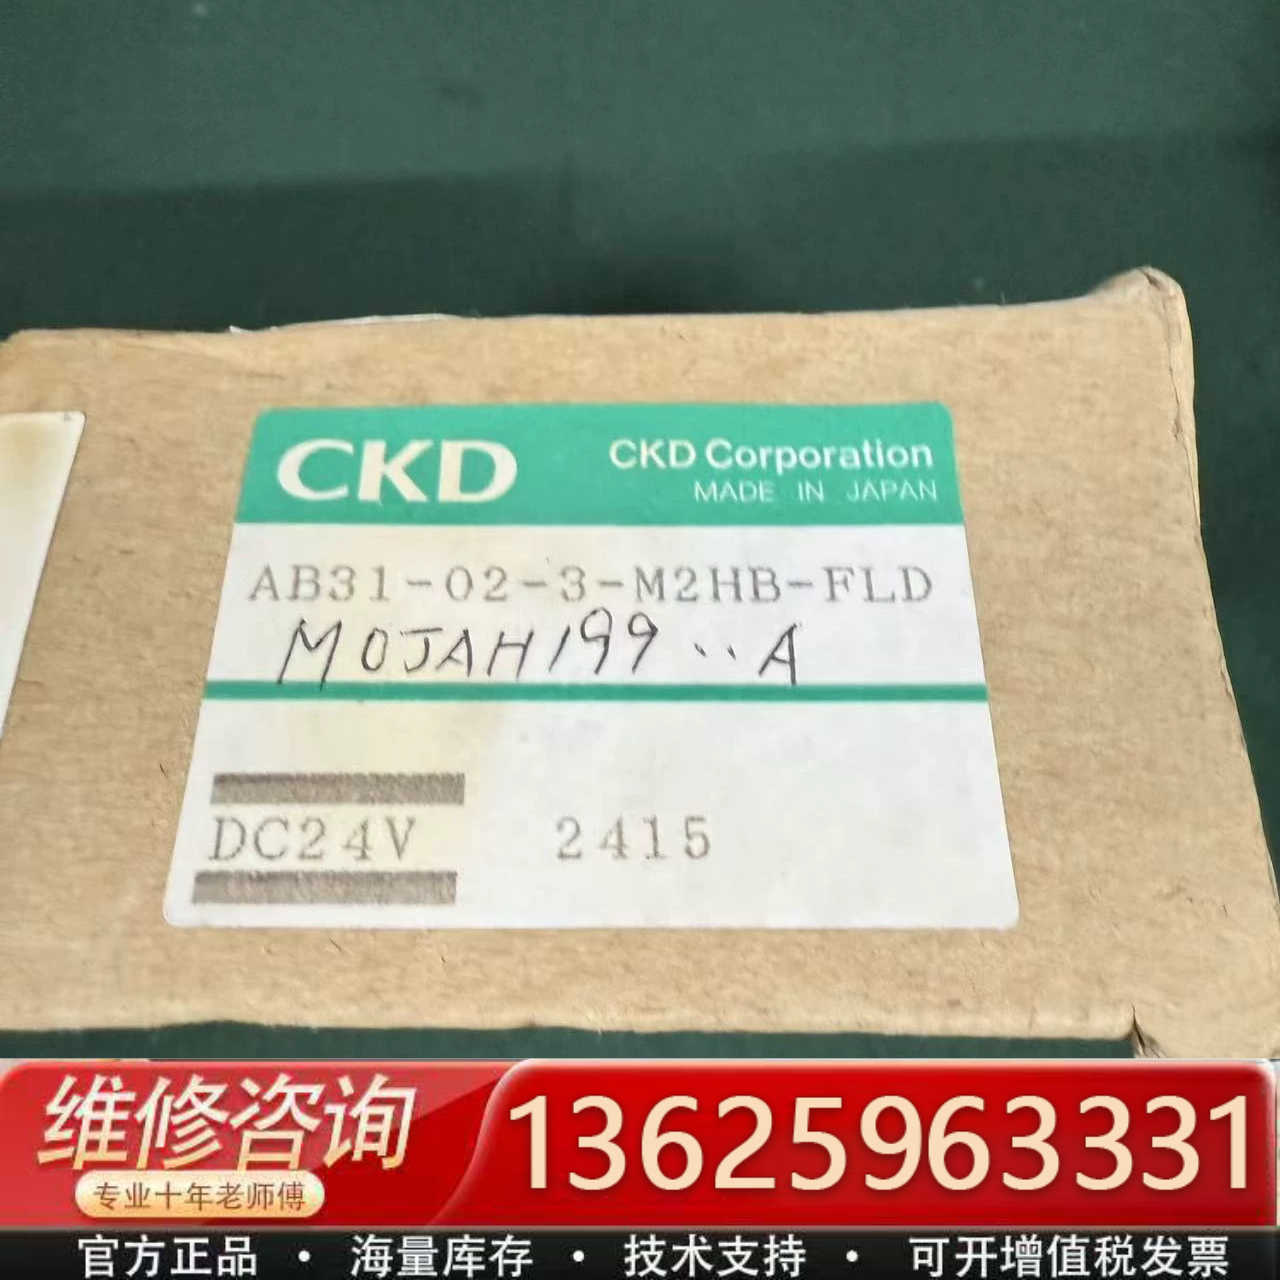 CKD
CKD Corporation
MADE IN JAPAN
AB31-02-3-M2HB-FLD
MOJAH199··A
DC24V 2415
维修咨询
专业十年老师傅
13625963331
官方正品 · 海量库存 · 技术支持 · 可开增值税发票